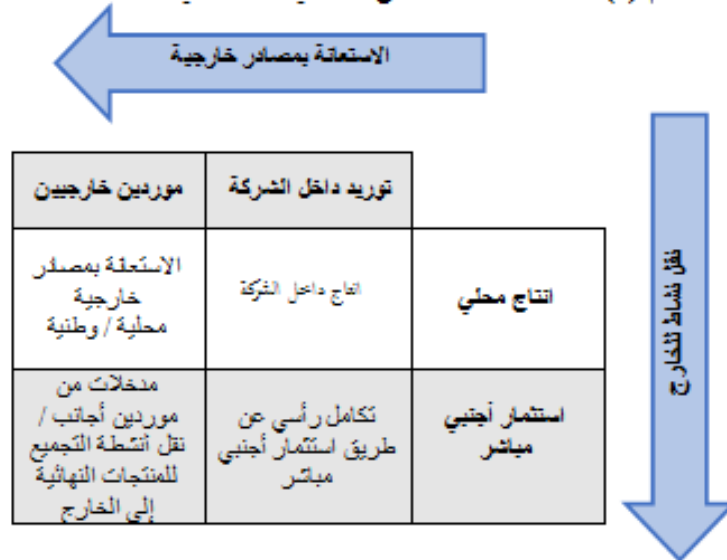 الاستعانة بمصادر خارجية
نقل نشاط للخارج
توريد داخل الشركة
موردين خارجيين
انتاج محلي
انتاج داخل الشركة
الاستعانة بمصادر
خارجية
محلية / وطنية
استثمار أجنبي
مباشر
تكامل رأسي عن
طريق استثمار أجنبي
مباشر
مدخلات من
موردين أجانب /
نقل أنشطة التجميع
للمنتجات النهائية
إلى الخارج